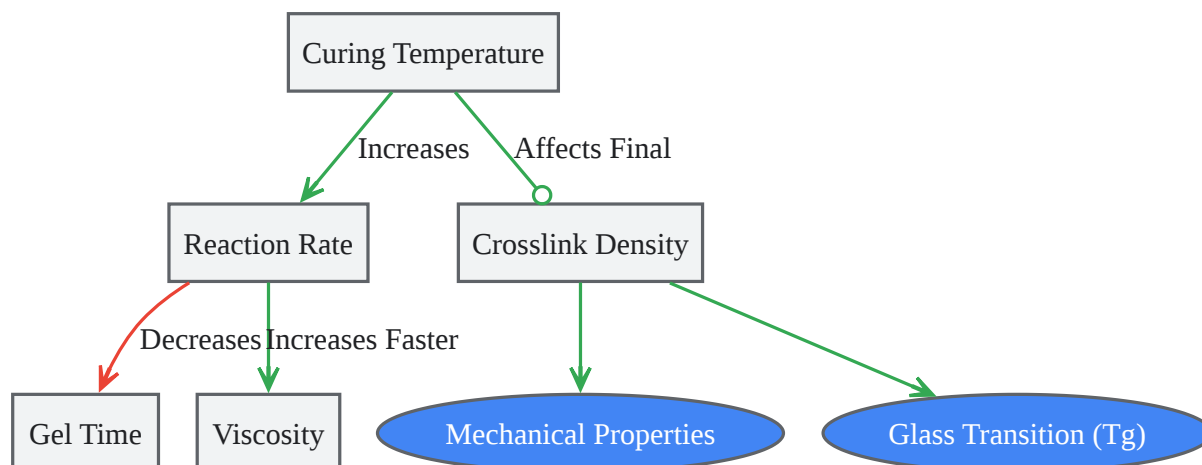 Curing Temperature
Increases
Affects Final
Reaction Rate
Crosslink Density
Decreases
Increases Faster
Gel Time
Viscosity
Mechanical Properties
Glass Transition (Tg)